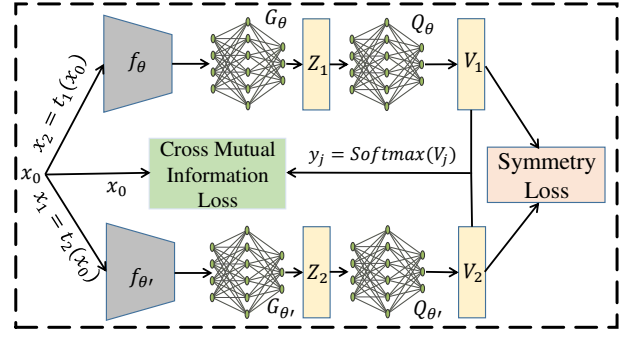 G_θ
Q_θ
f_θ
Z_1
V_1
x_2 = t_1(x_0)
Cross Mutual
Information
Loss
y_j = Softmax(V_j)
Symmetry
Loss
x_0
x_0
x_1 = t_2(x_0)
f_θ′
Z_2
V_2
G_θ′
Q_θ′